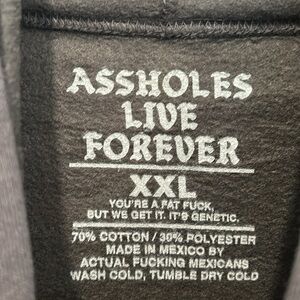 ASSHOLES
LIVE
FOREVER
XXL
YOU'RE A FAT FUCK,
BUT WE GET IT. IT'S GENETIC.
70% COTTON / 30% POLYESTER
MADE IN MEXICO BY
ACTUAL FUCKING MEXICANS
WASH COLD, TUMBLE DRY COLD